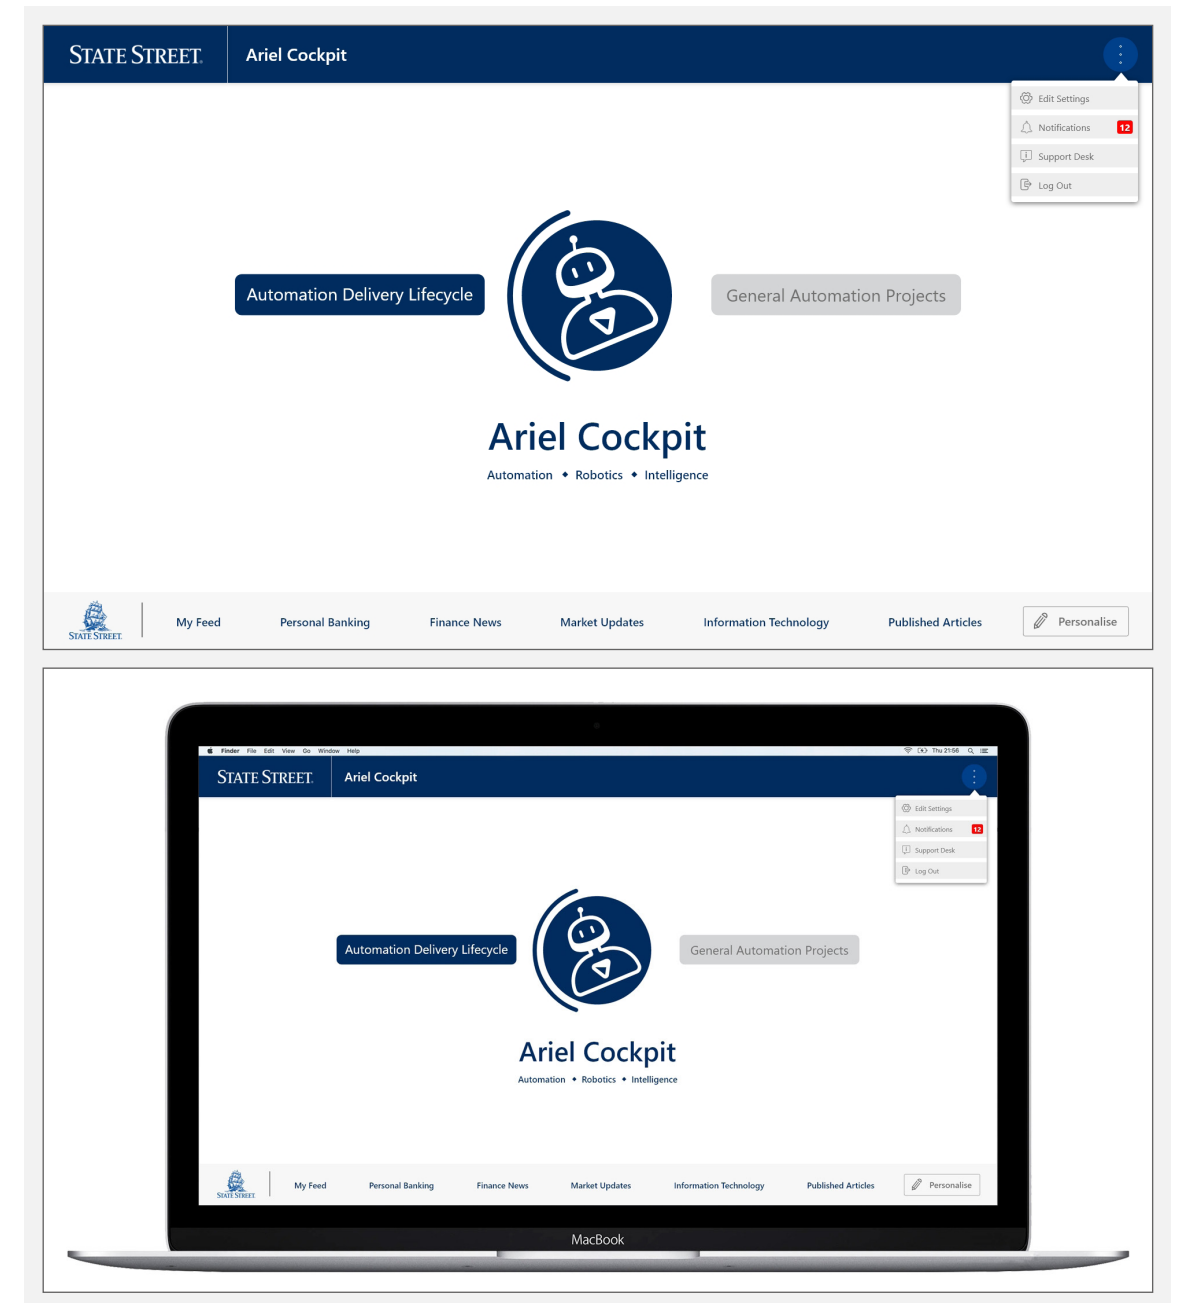 STATE STREET.
Ariel Cockpit
Edit Settings
Notifications 12
Support Desk
Log Out
Automation Delivery Lifecycle
General Automation Projects
Ariel Cockpit
Automation ◆ Robotics ◆ Intelligence
STATE STREET.
My Feed
Personal Banking
Finance News
Market Updates
Information Technology
Published Articles
Personalise
Finder File Edit View Go Window Help
Thu 21:56
STATE STREET.
Ariel Cockpit
Edit Settings
Notifications 12
Support Desk
Log Out
Automation Delivery Lifecycle
General Automation Projects
Ariel Cockpit
Automation ◆ Robotics ◆ Intelligence
STATE STREET.
My Feed
Personal Banking
Finance News
Market Updates
Information Technology
Published Articles
Personalise
MacBook